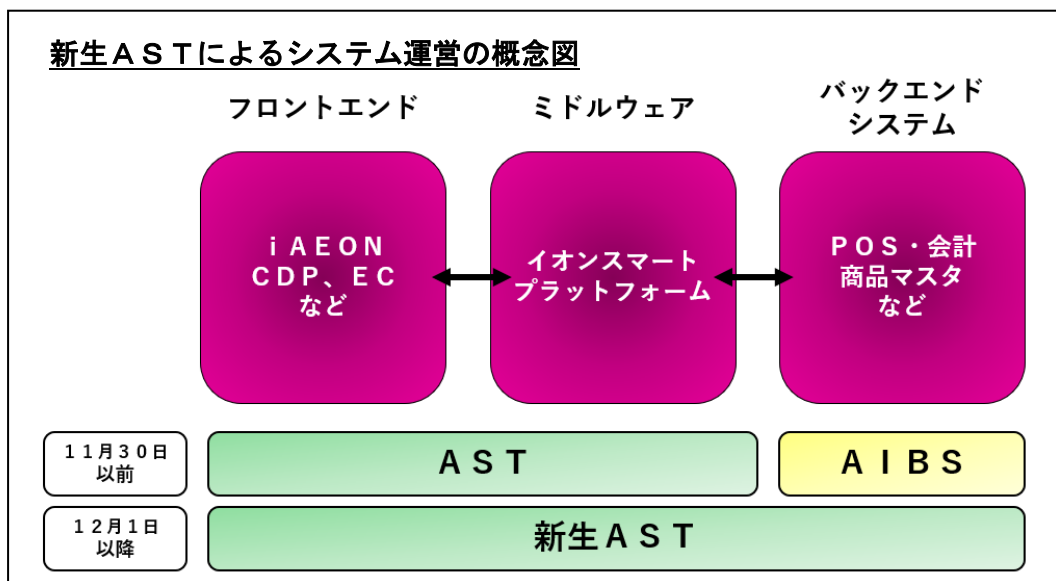 新生ＡＳＴによるシステム運営の概念図
フロントエンド
ミドルウェア
バックエンド
システム
ｉＡＥＯＮ
ＣＤＰ、ＥＣ
など
イオンスマート
プラットフォーム
ＰＯＳ・会計
商品マスタ
など
１１月３０日
以前
ＡＳＴ
ＡＩＢＳ
１２月１日
以降
新生ＡＳＴ